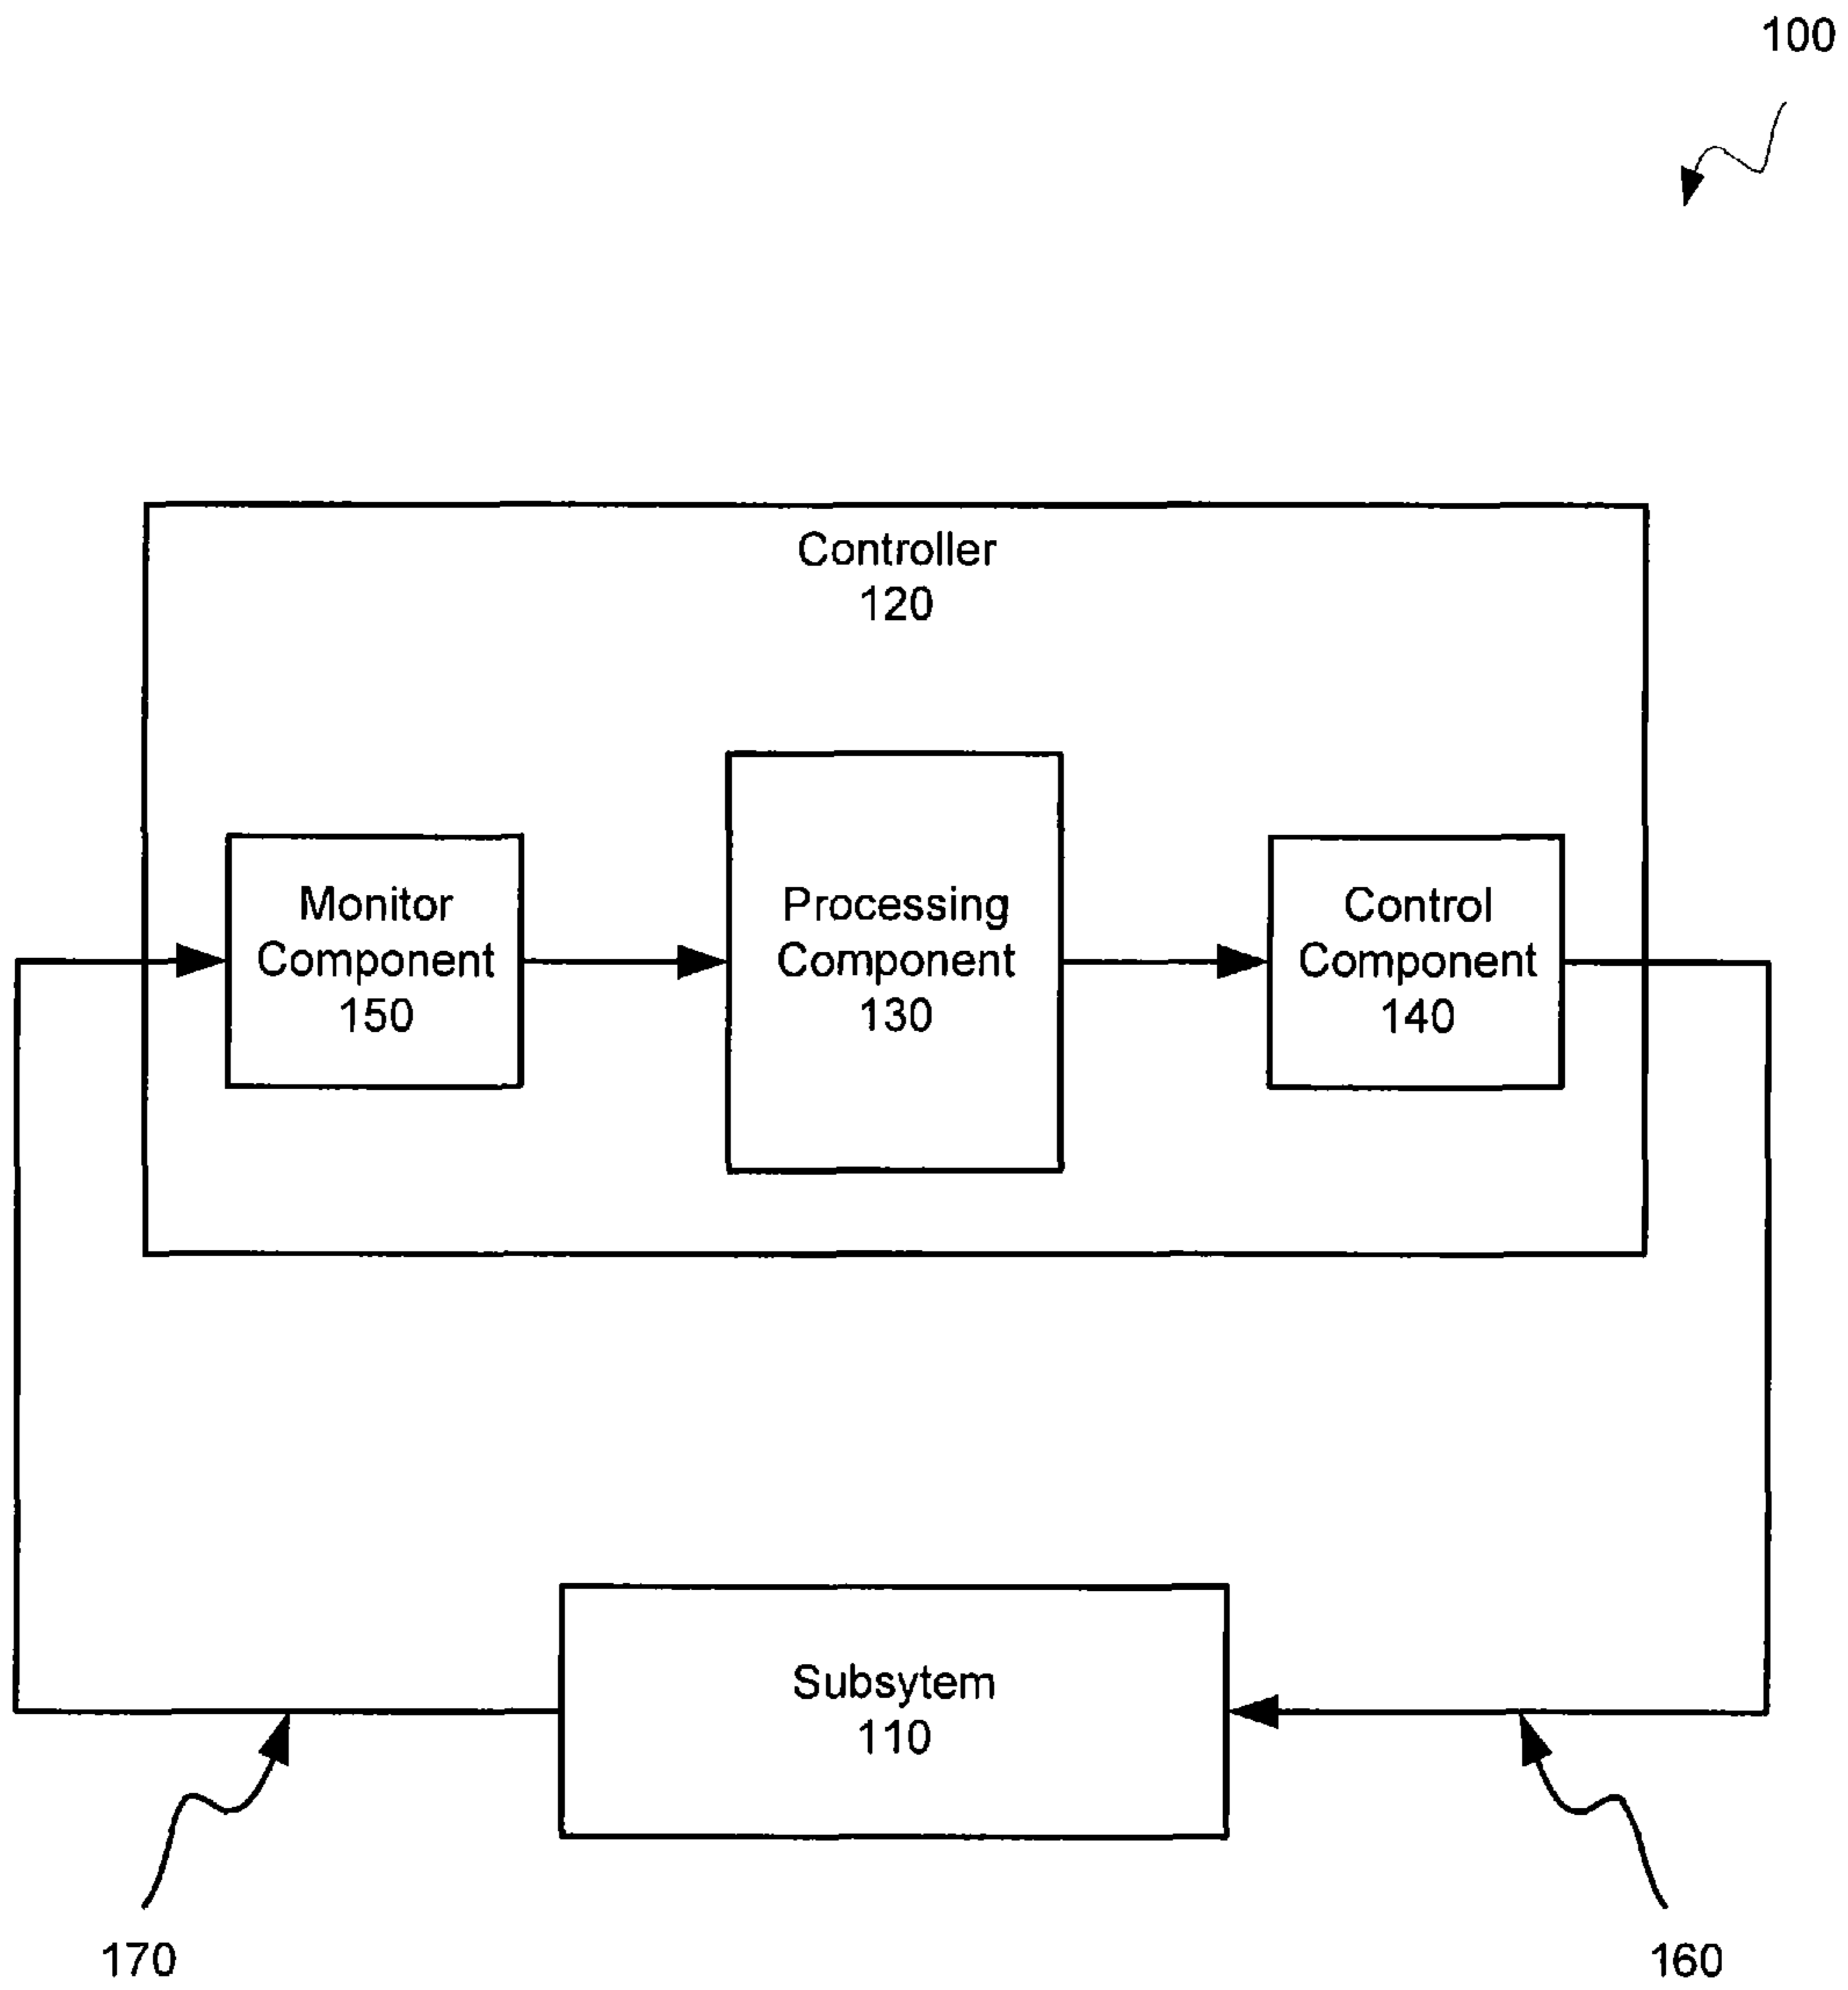 100
Controller
120
Monitor
Component
150
Processing
Component
130
Control
Component
140
Subsytem
110
170
160